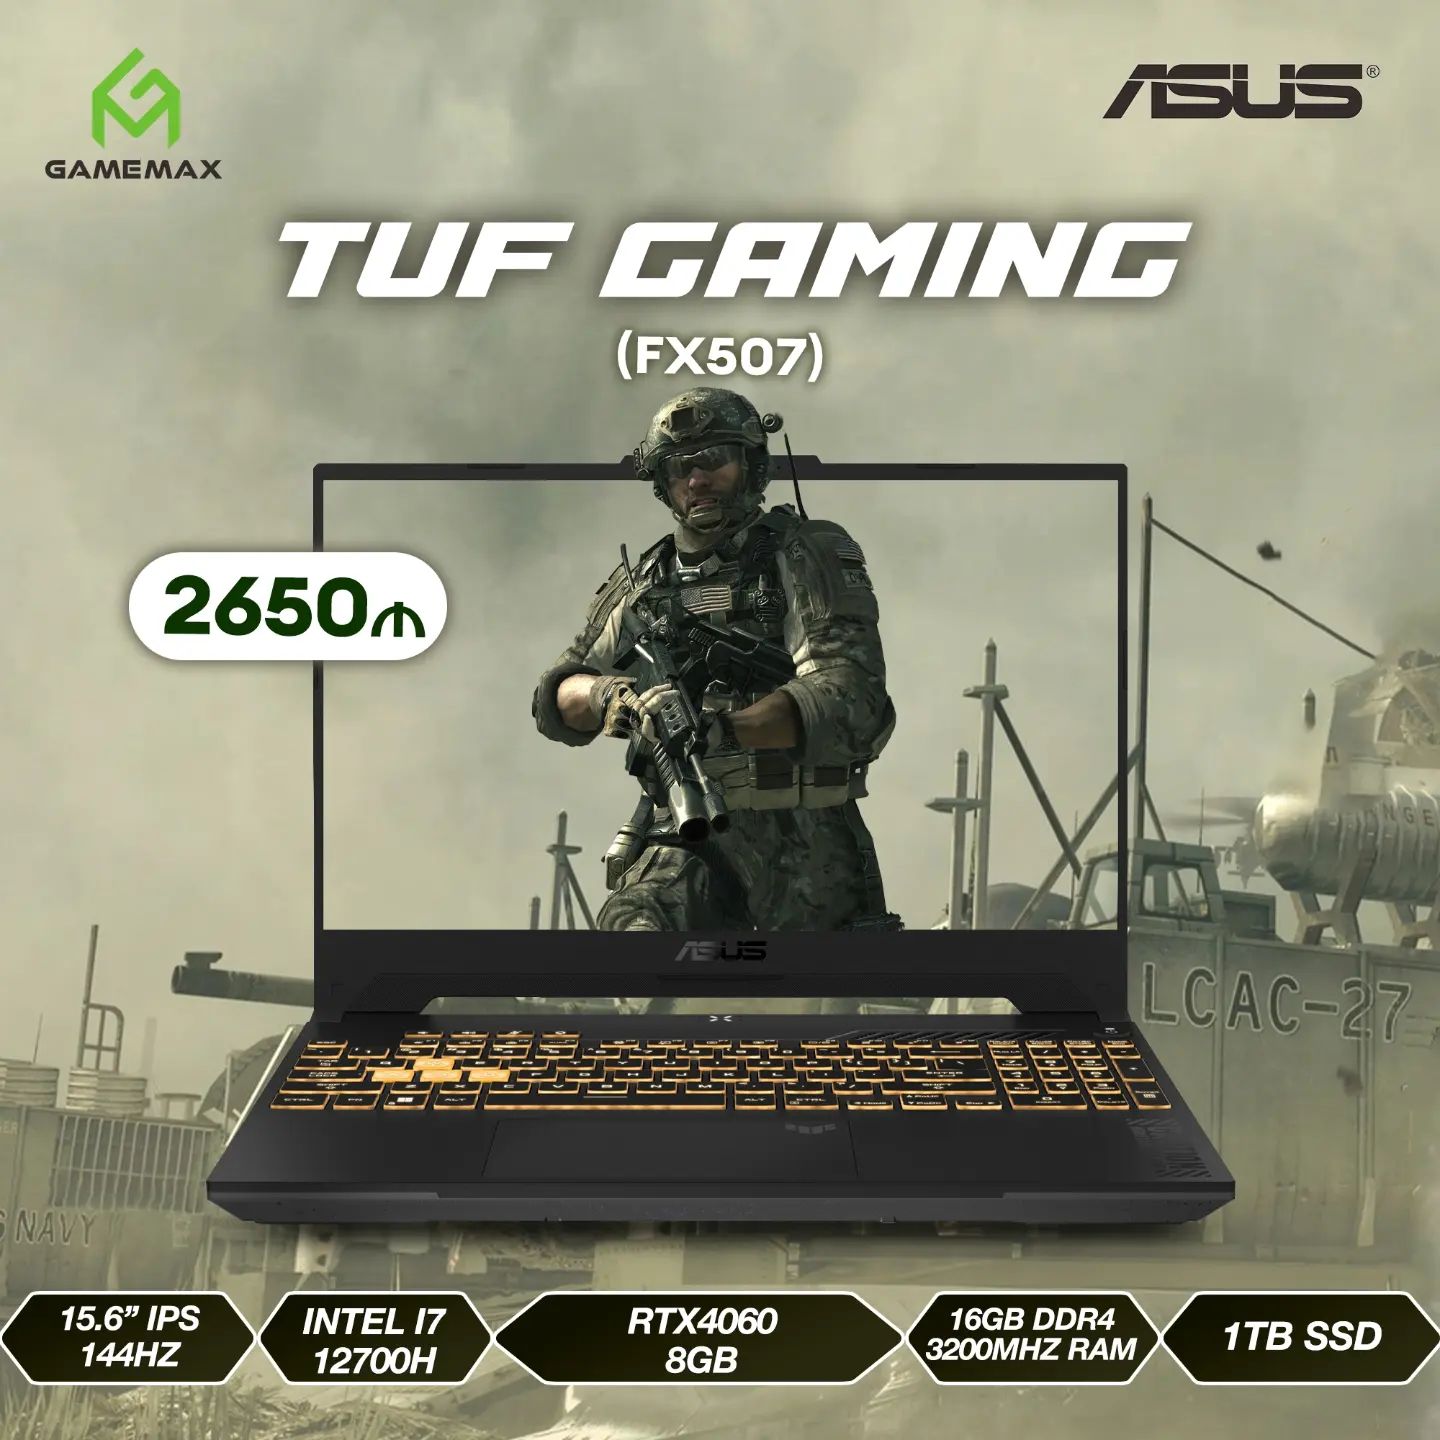 GAMEMAX
ASUS®
TUF GAMING
(FX507)
2650₼
ASUS
LCAC-27
NAVY
15.6” IPS
144HZ
INTEL I7
12700H
RTX4060
8GB
16GB DDR4
3200MHZ RAM
1TB SSD